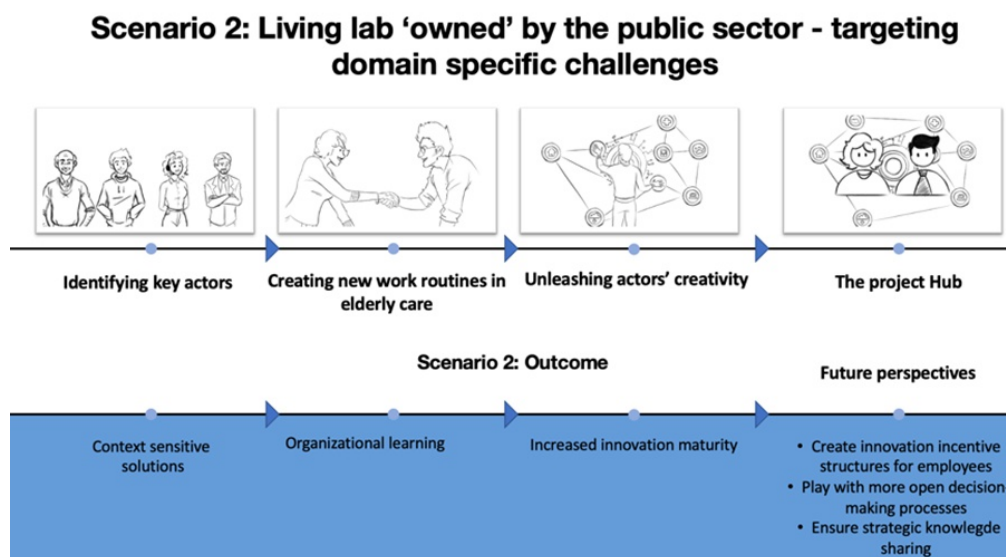 Scenario 2: Living lab ‘owned’ by the public sector - targeting
domain specific challenges
Identifying key actors
Creating new work routines in
elderly care
Unleashing actors’ creativity
The project Hub
Scenario 2: Outcome
Future perspectives
Context sensitive
solutions
Organizational learning
Increased innovation maturity
• Create innovation incentive
structures for employees
• Play with more open decision
making processes
• Ensure strategic knowlegde
sharing